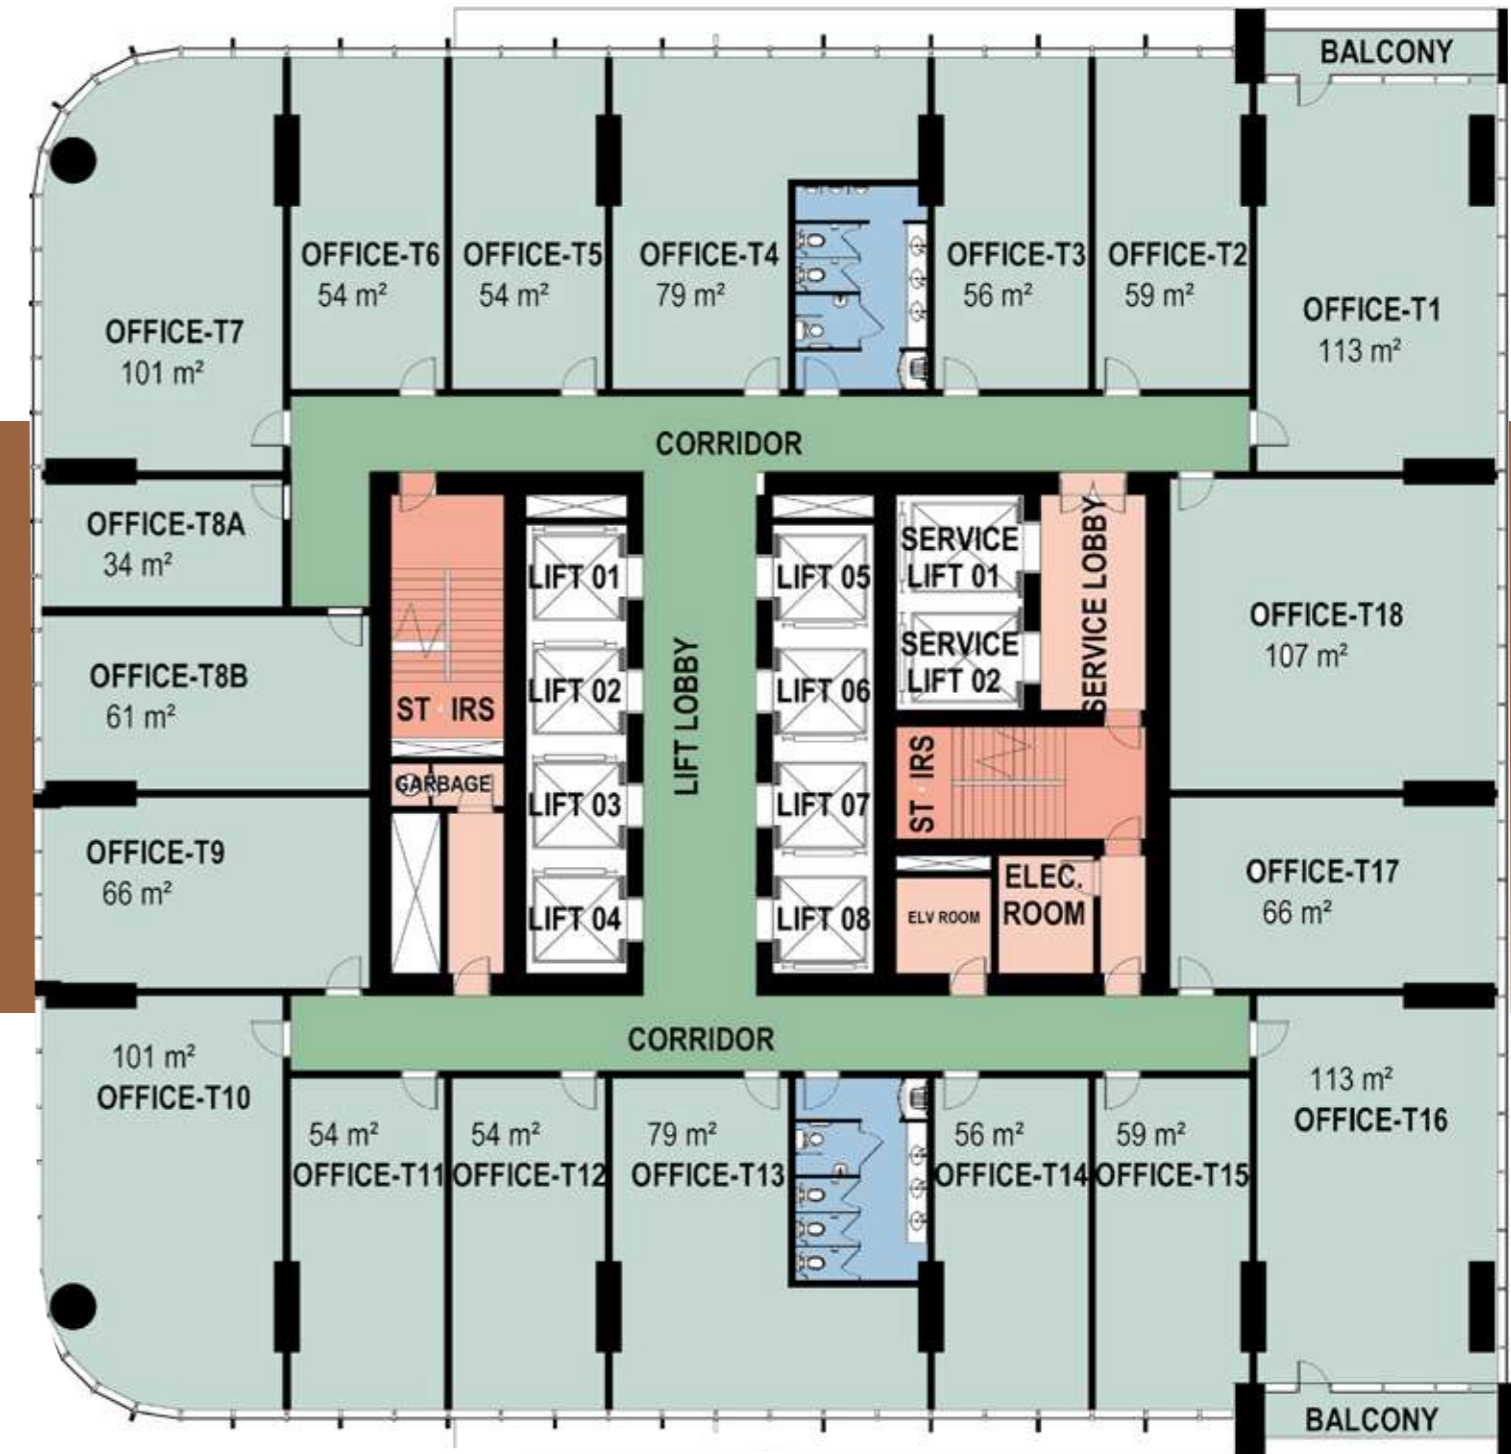 BALCONY
OFFICE-T6
54 m²
OFFICE-T5
54 m²
OFFICE-T4
79 m²
OFFICE-T3
56 m²
OFFICE-T2
59 m²
OFFICE-T1
113 m²
OFFICE-T7
101 m²
CORRIDOR
OFFICE-T8A
34 m²
OFFICE-T8B
61 m²
OFFICE-T9
66 m²
ST IRS
GARBAGE
LIFT 01
LIFT 02
LIFT 03
LIFT 04
LIFT LOBBY
LIFT 05
LIFT 06
LIFT 07
LIFT 08
SERVICE
LIFT 01
SERVICE
LIFT 02
SERVICE LOBBY
ST IRS
ELV ROOM
ELEC.
ROOM
OFFICE-T18
107 m²
OFFICE-T17
66 m²
CORRIDOR
101 m²
OFFICE-T10
54 m²
OFFICE-T11
54 m²
OFFICE-T12
79 m²
OFFICE-T13
56 m²
OFFICE-T14
59 m²
OFFICE-T15
113 m²
OFFICE-T16
BALCONY